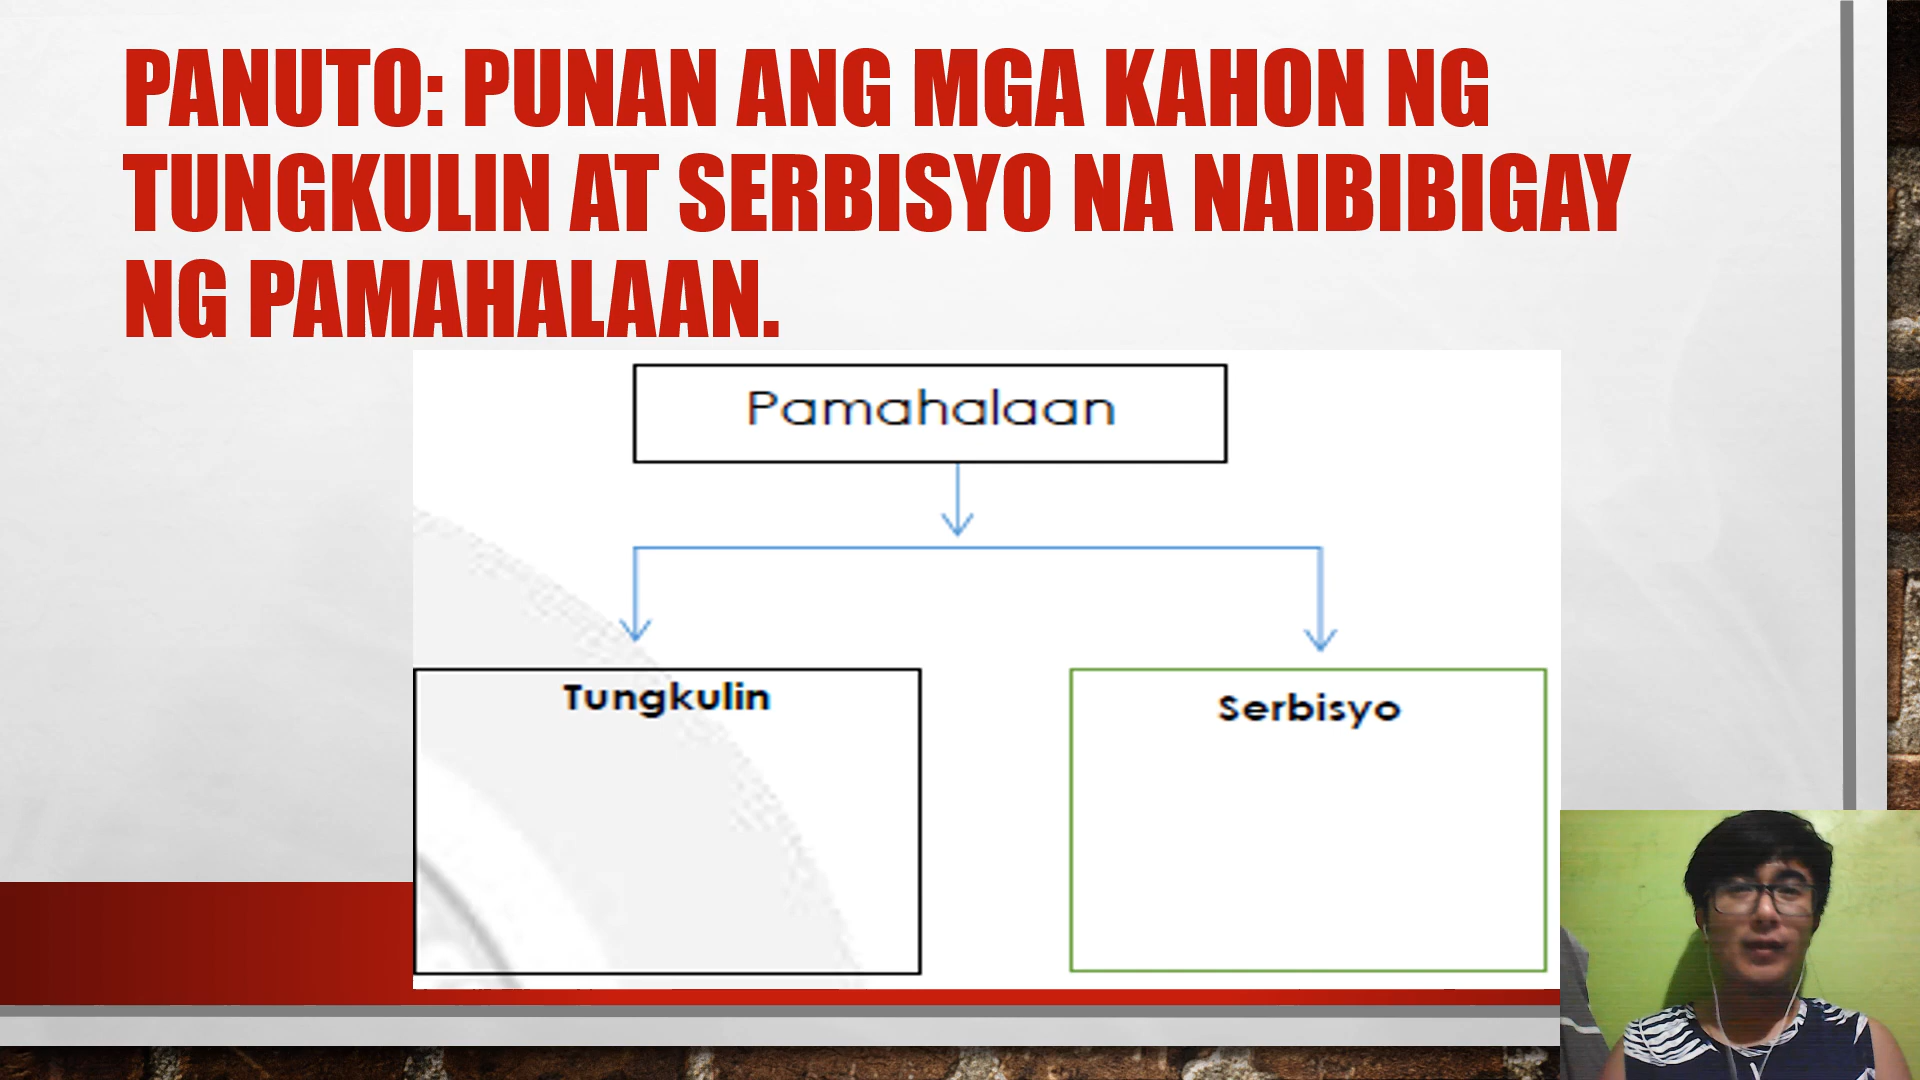 PANUTO: PUNAN ANG MGA KAHON NG
TUNGKULIN AT SERBISYO NA NAIBIBIGAY
NG PAMAHALAAN.
Pamahalaan
Tungkulin
Serbisyo